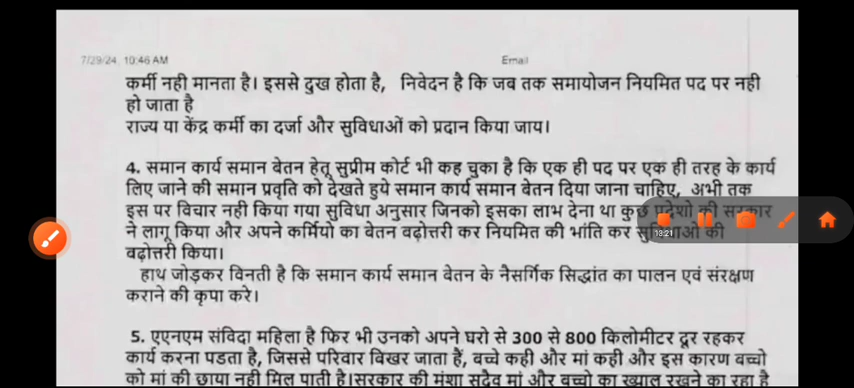 7/29/24, 10:46 AM
Email
कर्मी नही मानता है। इससे दुख होता है, निवेदन है कि जब तक समायोजन नियमित पद पर नही
हो जाता है
राज्य या केंद्र कर्मी का दर्जा और सुविधाओं को प्रदान किया जाय।
4. समान कार्य समान बेतन हेतू सुप्रीम कोर्ट भी कह चुका है कि एक ही पद पर एक ही तरह के कार्य
लिए जाने की समान प्रवृति को देखते हुये समान कार्य समान बेतन दिया जाना चाहिए, अभी तक
इस पर विचार नही किया गया सुविधा अनुसार जिनको इसका लाभ देना था कुछ प्रदेशो की सरकार
ने लागू किया और अपने कर्मियो का बेतन बढ़ोत्तरी कर नियमित की भांति कर सुविधाओ की
बढ़ोत्तरी किया।
हाथ जोड़कर विनती है कि समान कार्य समान वेतन के नैसर्गिक सिद्धांत का पालन एवं संरक्षण
कराने की कृपा करे।
5. एएनएम संविदा महिला है फिर भी उनको अपने घरो से 300 से 800 किलोमीटर दूर रहकर
कार्य करना पडता है, जिससे परिवार विखर जाता हैं, बच्चे कही और मां कही और इस कारण बच्चो
को मां की छाया नही मिल पाती है।सरकार की मंशा सदैव मां और बच्चो का ख्याल रखने का रहा है
13:21